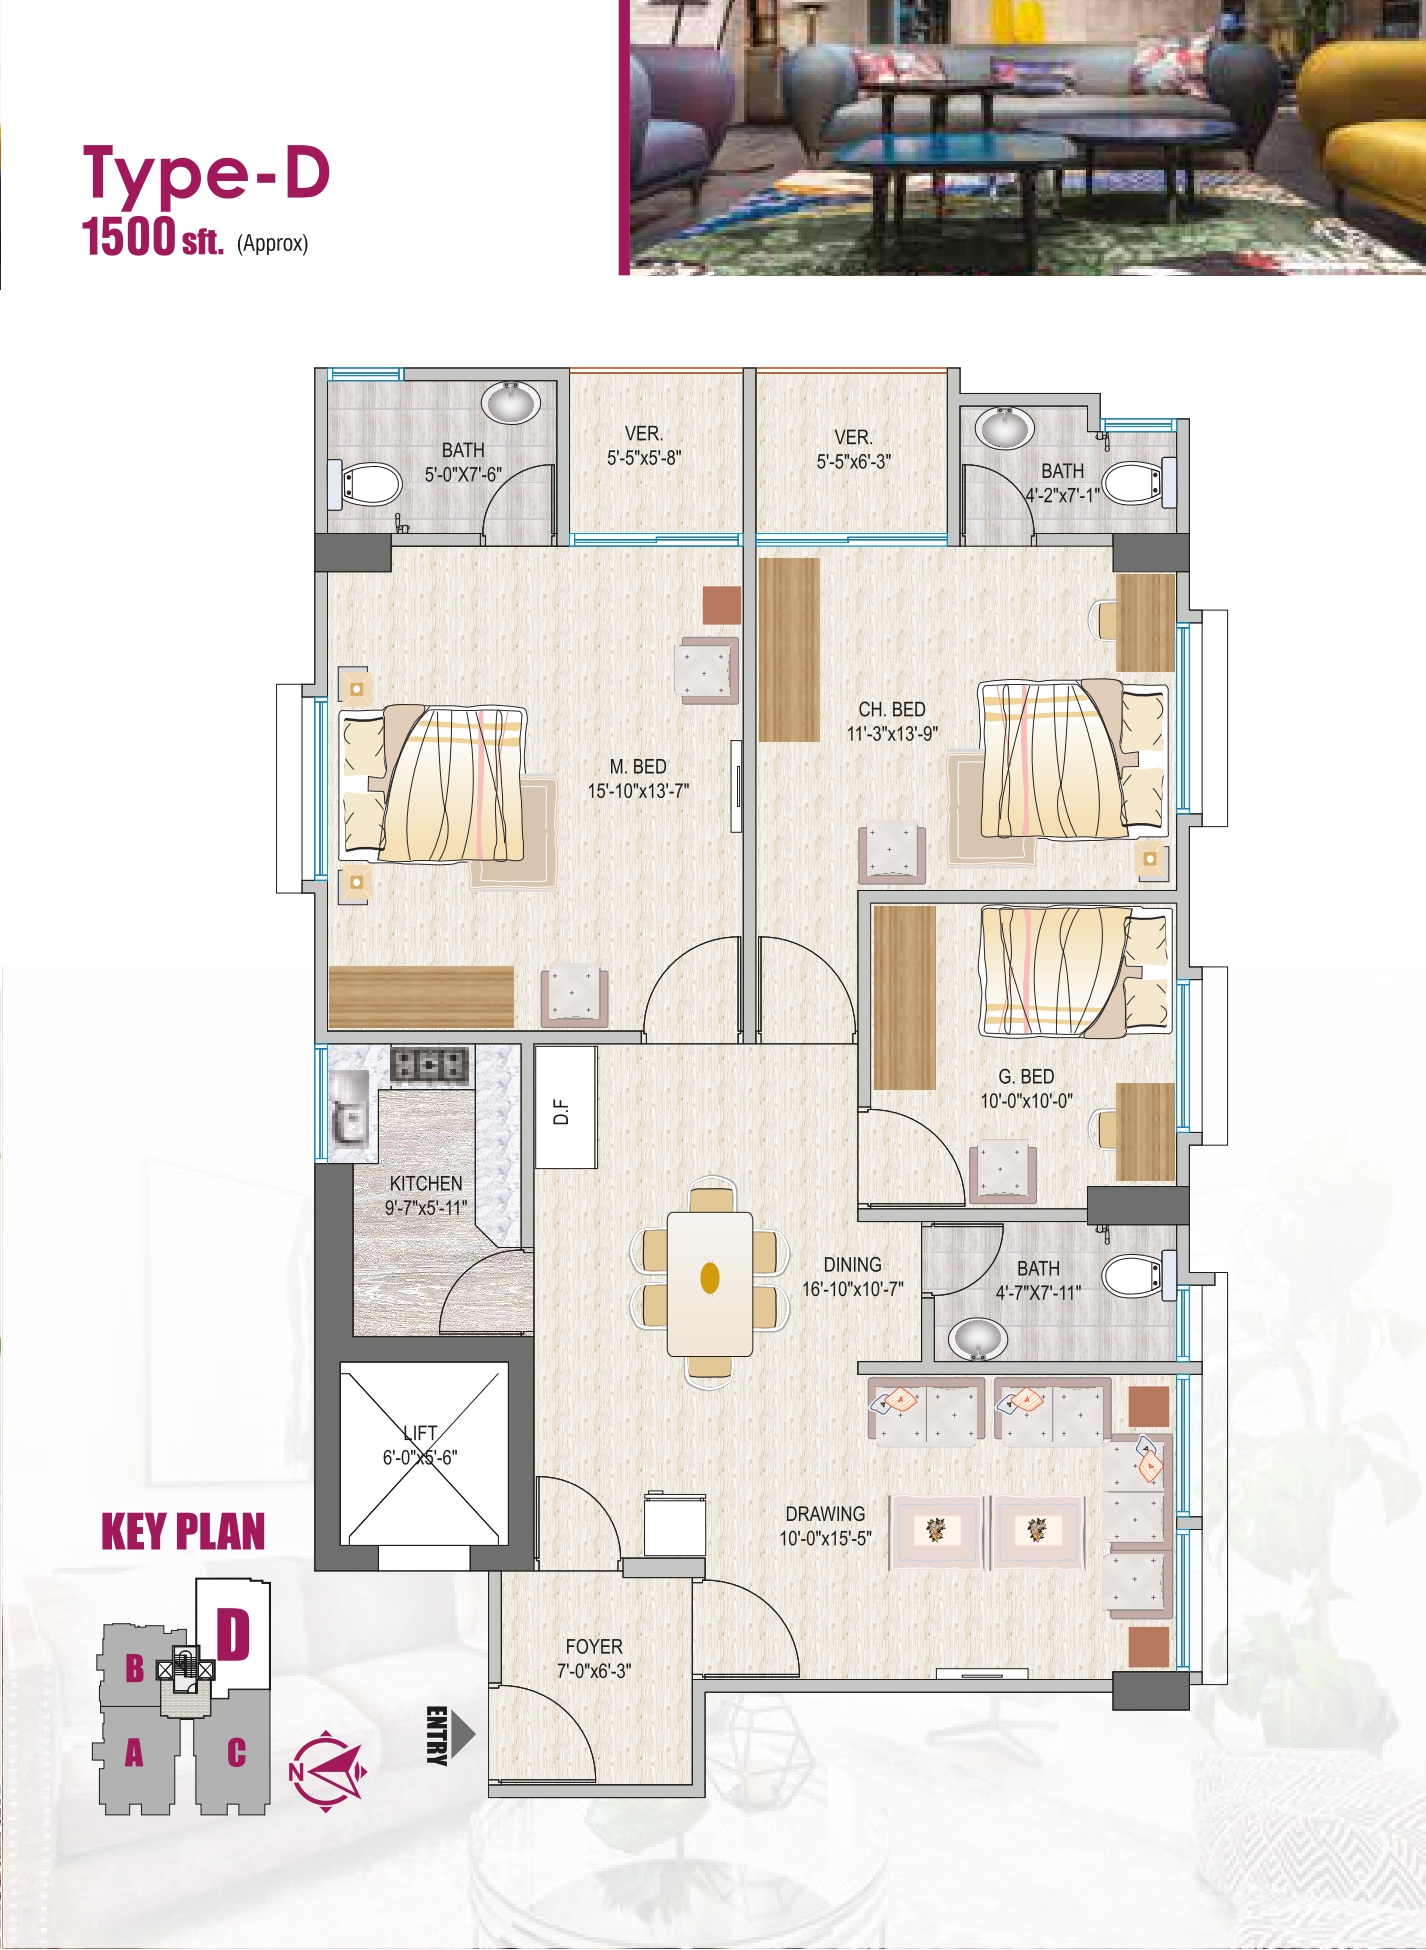 Type-D
1500 sft. (Approx)
BATH
5'-0"X7'-6"
VER.
5'-5"x5'-8"
VER.
5'-5"x6'-3"
BATH
4'-2"x7'-1"
CH. BED
11'-3"x13'-9"
M. BED
15'-10"x13'-7"
G. BED
10'-0"x10'-0"
D.F
KITCHEN
9'-7"x5'-11"
DINING
16'-10"x10'-7"
BATH
4'-7"X7'-11"
LIFT
6'-0"x5'-6"
DRAWING
10'-0"x15'-5"
FOYER
7'-0"x6'-3"
ENTRY
KEY PLAN
D
B
A
C
N